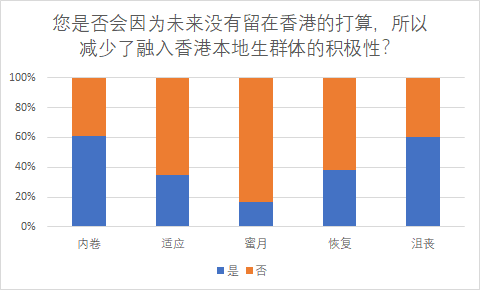 您是否会因为未来没有留在香港的打算，所以
减少了融入香港本地生群体的积极性？
100%
80%
60%
40%
20%
0%
内卷 适应 蜜月 恢复 沮丧
是 否